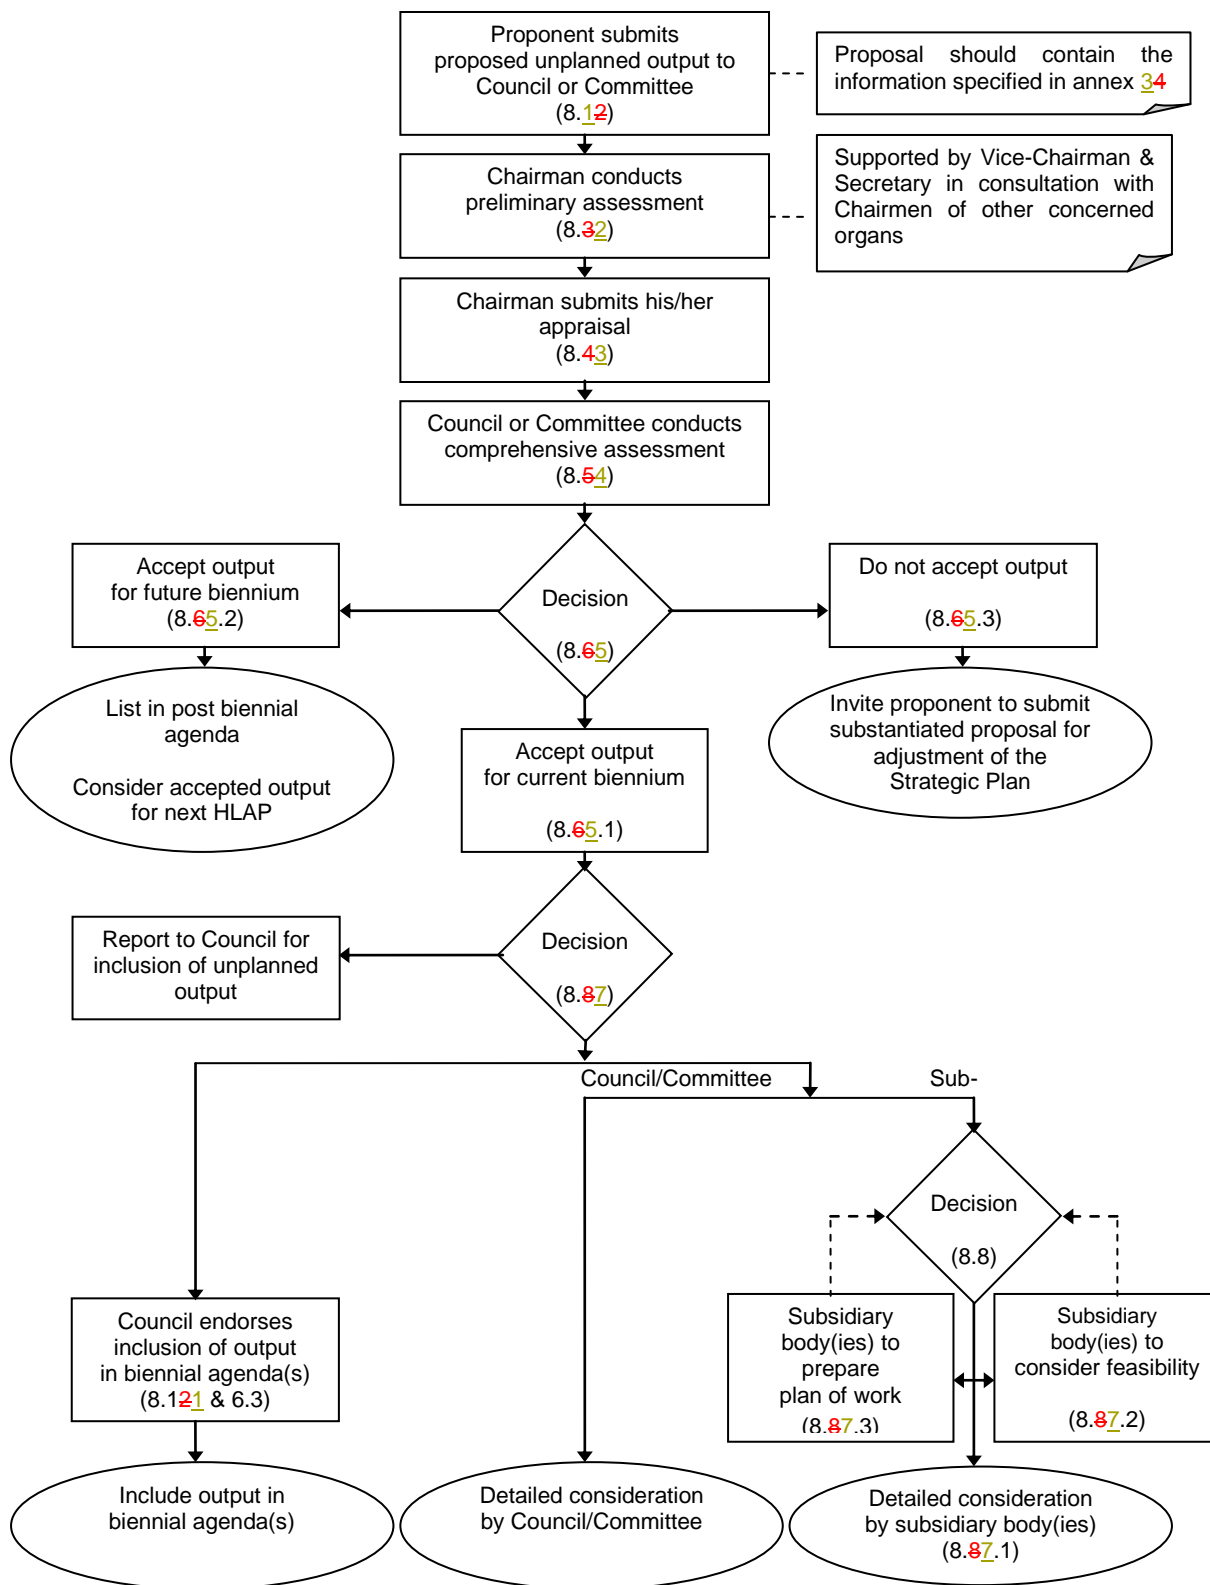 Proponent submits
proposed unplanned output to
Council or Committee
(8.12)
Proposal should contain the
information specified in annex 34
Chairman conducts
preliminary assessment
(8.32)
Supported by Vice-Chairman &
Secretary in consultation with
Chairmen of other concerned
organs
Chairman submits his/her
appraisal
(8.43)
Council or Committee conducts
comprehensive assessment
(8.54)
Accept output
for future biennium
(8.65.2)
Decision
(8.65)
Do not accept output
(8.65.3)
List in post biennial
agenda
Consider accepted output
for next HLAP
Invite proponent to submit
substantiated proposal for
adjustment of the
Strategic Plan
Accept output
for current biennium
(8.65.1)
Report to Council for
inclusion of unplanned
output
Decision
(8.87)
Council/Committee
Sub-
Decision
(8.8)
Council endorses
inclusion of output
in biennial agenda(s)
(8.121 & 6.3)
Subsidiary
body(ies) to
prepare
plan of work
(8.87.3)
Subsidiary
body(ies) to
consider feasibility
(8.87.2)
Include output in
biennial agenda(s)
Detailed consideration
by Council/Committee
Detailed consideration
by subsidiary body(ies)
(8.87.1)